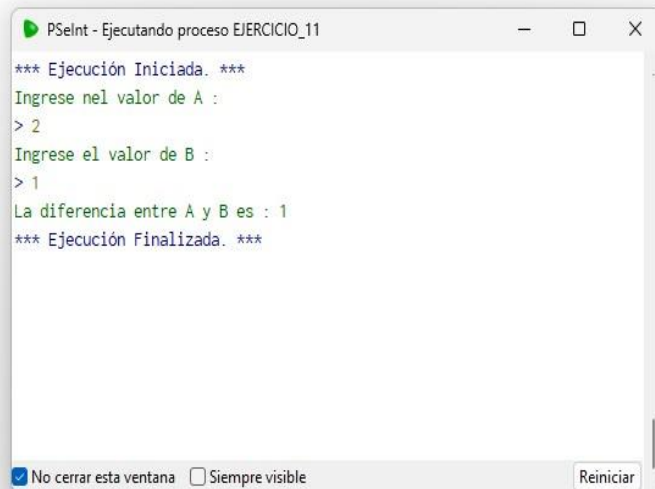 PSeInt - Ejecutando proceso EJERCICIO_11
*** Ejecución Iniciada. ***
Ingrese nel valor de A :
> 2
Ingrese el valor de B :
> 1
La diferencia entre A y B es : 1
*** Ejecución Finalizada. ***
No cerrar esta ventana Siempre visible Reiniciar